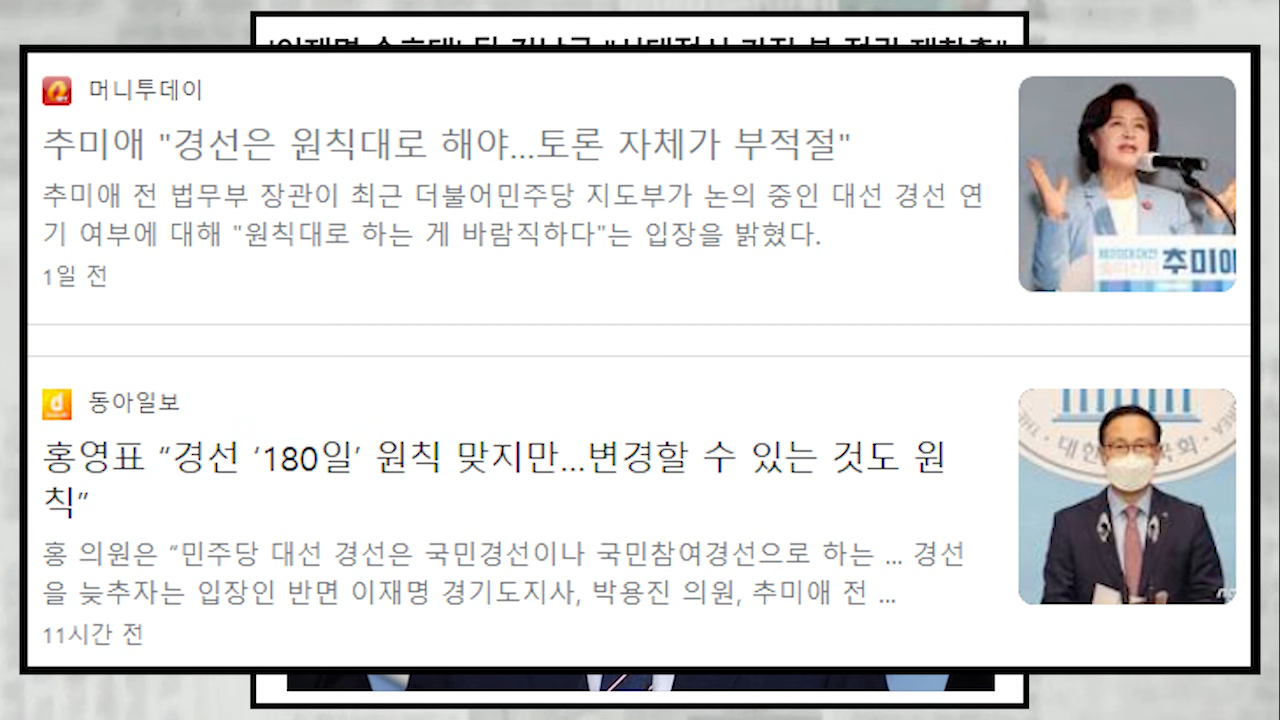 머니투데이
추미애 "경선은 원칙대로 해야...토론 자체가 부적절"
추미애 전 법무부 장관이 최근 더불어민주당 지도부가 논의 중인 대선 경선 연
기 여부에 대해 "원칙대로 하는 게 바람직하다"는 입장을 밝혔다.
1일 전
추미애
동아일보
홍영표 “경선 ‘180일’ 원칙 맞지만...변경할 수 있는 것도 원
칙”
홍 의원은 “민주당 대선 경선은 국민경선이나 국민참여경선으로 하는 ... 경선
을 늦추자는 입장인 반면 이재명 경기도지사, 박용진 의원, 추미애 전 ...
11시간 전